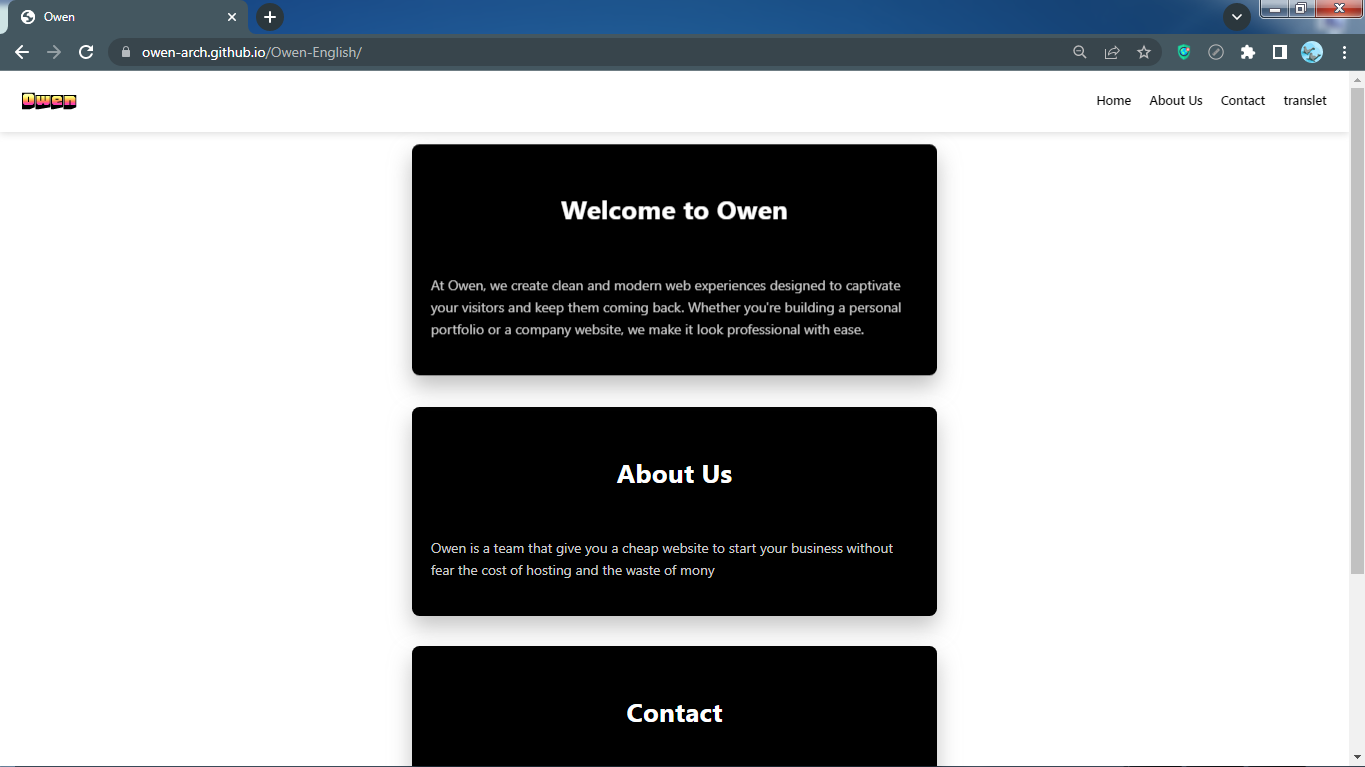 Owen
owen-arch.github.io/Owen-English/
Owen
Home
About Us
Contact
translet
Welcome to Owen
At Owen, we create clean and modern web experiences designed to captivate
your visitors and keep them coming back. Whether you're building a personal
portfolio or a company website, we make it look professional with ease.
About Us
Owen is a team that give you a cheap website to start your business without
fear the cost of hosting and the waste of mony
Contact